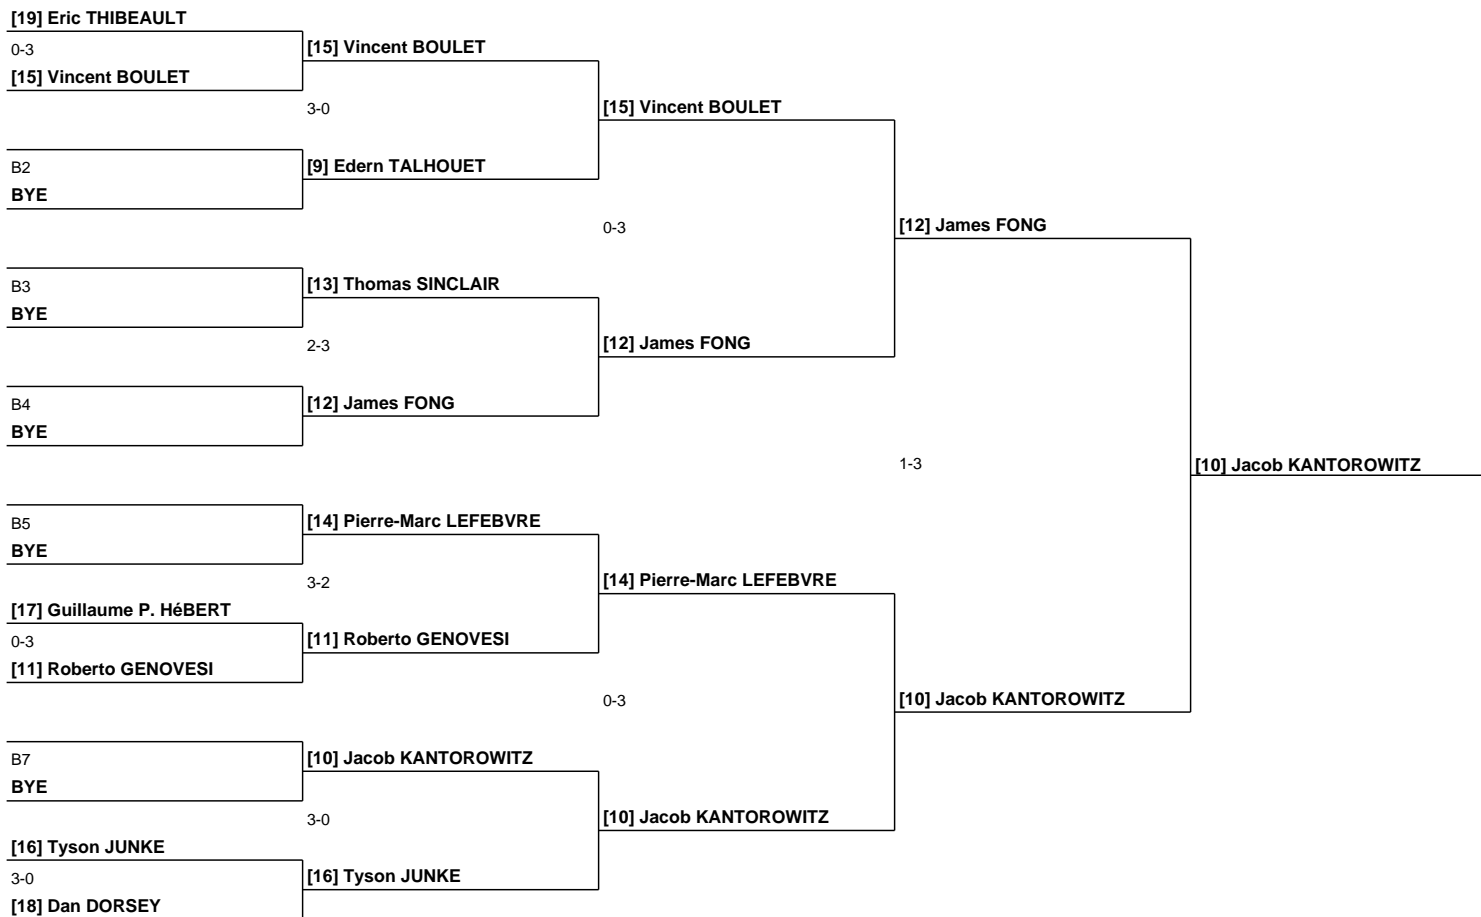 [19] Eric THIBEAULT
0-3
[15] Vincent BOULET
[15] Vincent BOULET
3-0
[15] Vincent BOULET
B2
BYE
[9] Edern TALHOUET
0-3
[12] James FONG
B3
BYE
[13] Thomas SINCLAIR
2-3
[12] James FONG
B4
BYE
[12] James FONG
1-3
[10] Jacob KANTOROWITZ
B5
BYE
[14] Pierre-Marc LEFEBVRE
3-2
[14] Pierre-Marc LEFEBVRE
[17] Guillaume P. HéBERT
0-3
[11] Roberto GENOVESI
[11] Roberto GENOVESI
0-3
[10] Jacob KANTOROWITZ
B7
BYE
[10] Jacob KANTOROWITZ
3-0
[10] Jacob KANTOROWITZ
[16] Tyson JUNKE
3-0
[18] Dan DORSEY
[16] Tyson JUNKE